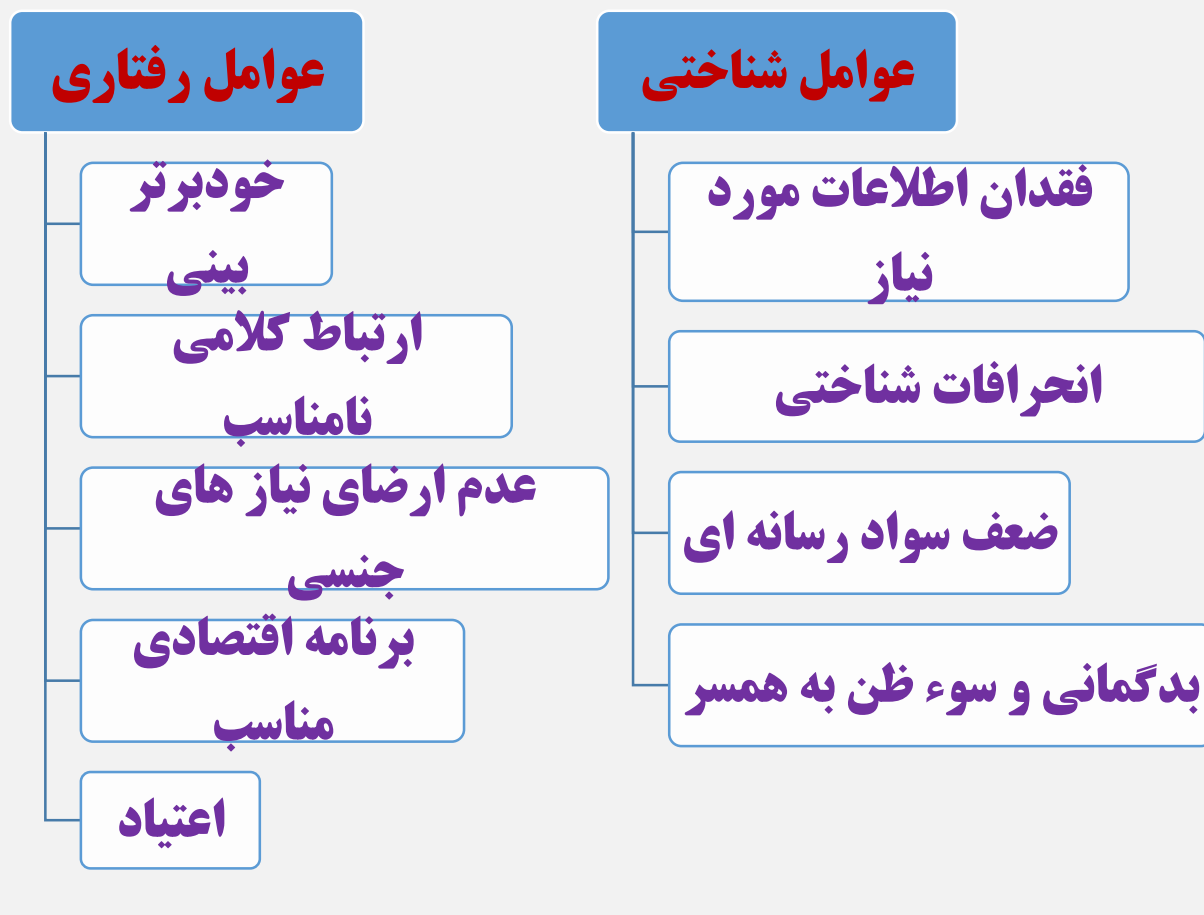 عوامل شناختی
فقدان اطلاعات مورد
نیاز
انحرافات شناختی
ضعف سواد رسانه ای
بدگمانی و سوء ظن به همسر
عوامل رفتاری
خودبرتر
بینی
ارتباط کلامی
نامناسب
عدم ارضای نیاز های
جنسی
برنامه اقتصادی
مناسب
اعتیاد